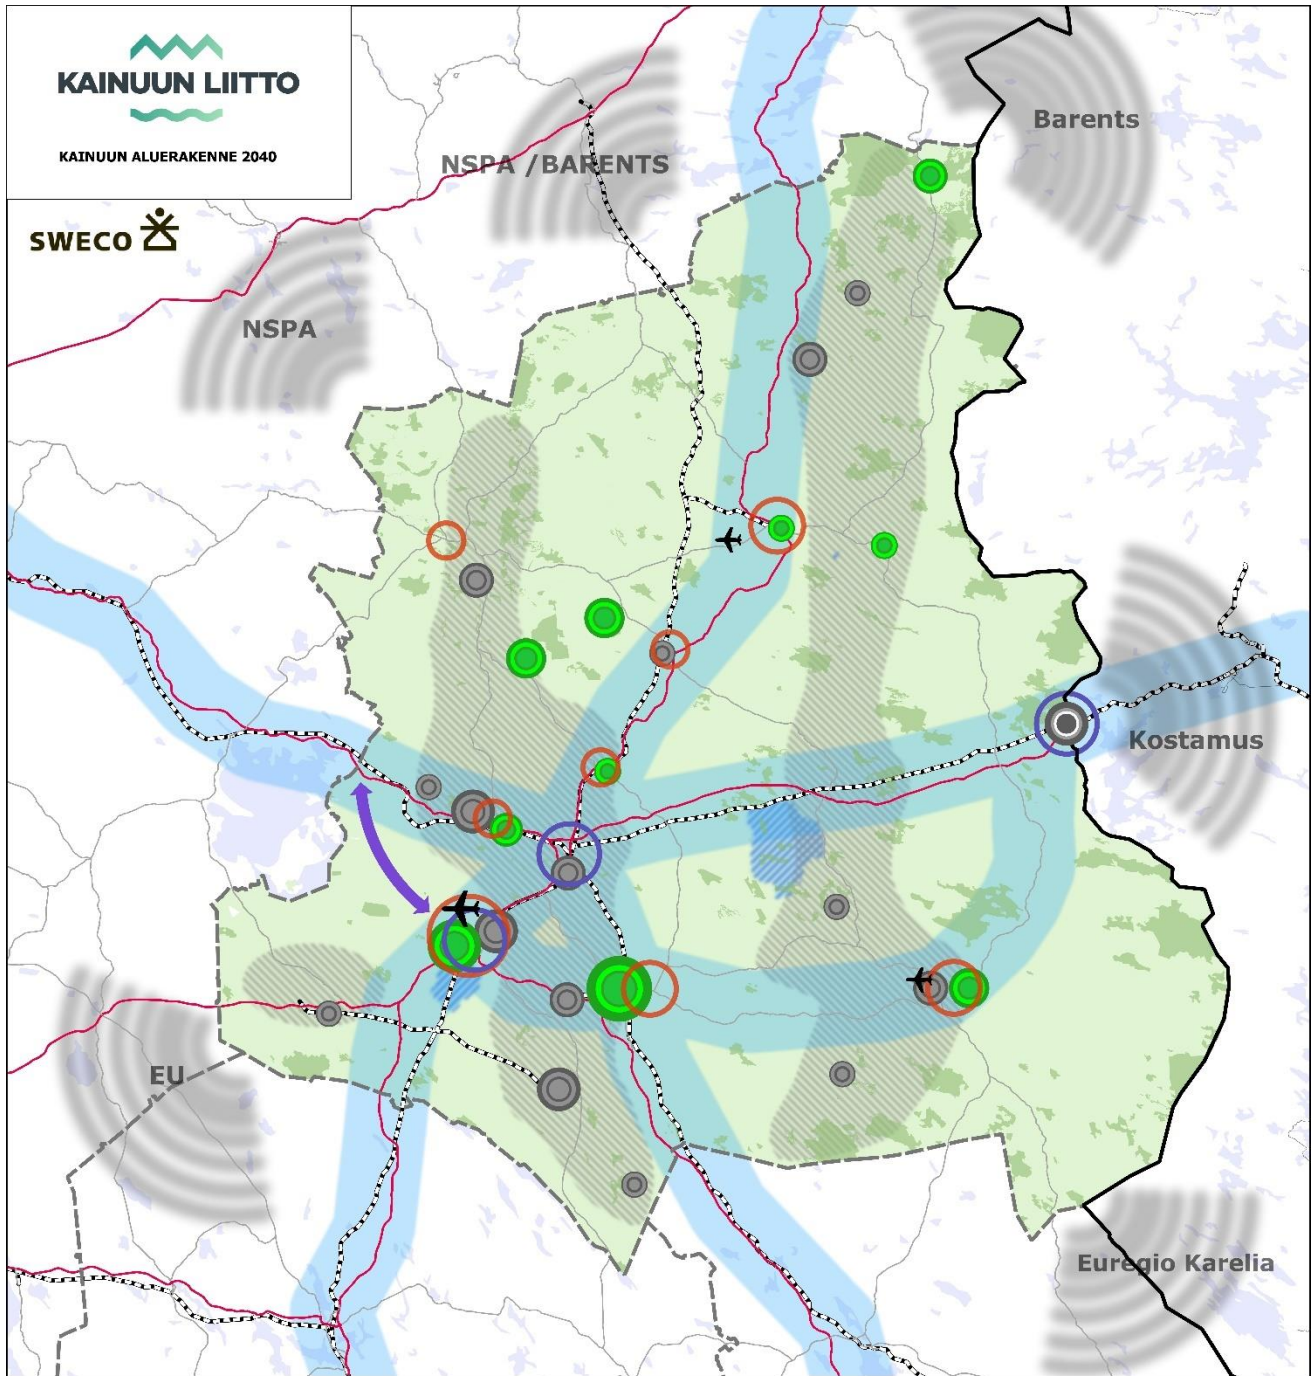 KAINUUN LIITTO
KAINUUN ALUERAKENNE 2040
SWECO
NSPA /BARENTS
Barents
NSPA
Kostamus
EU
Euregio Karelia